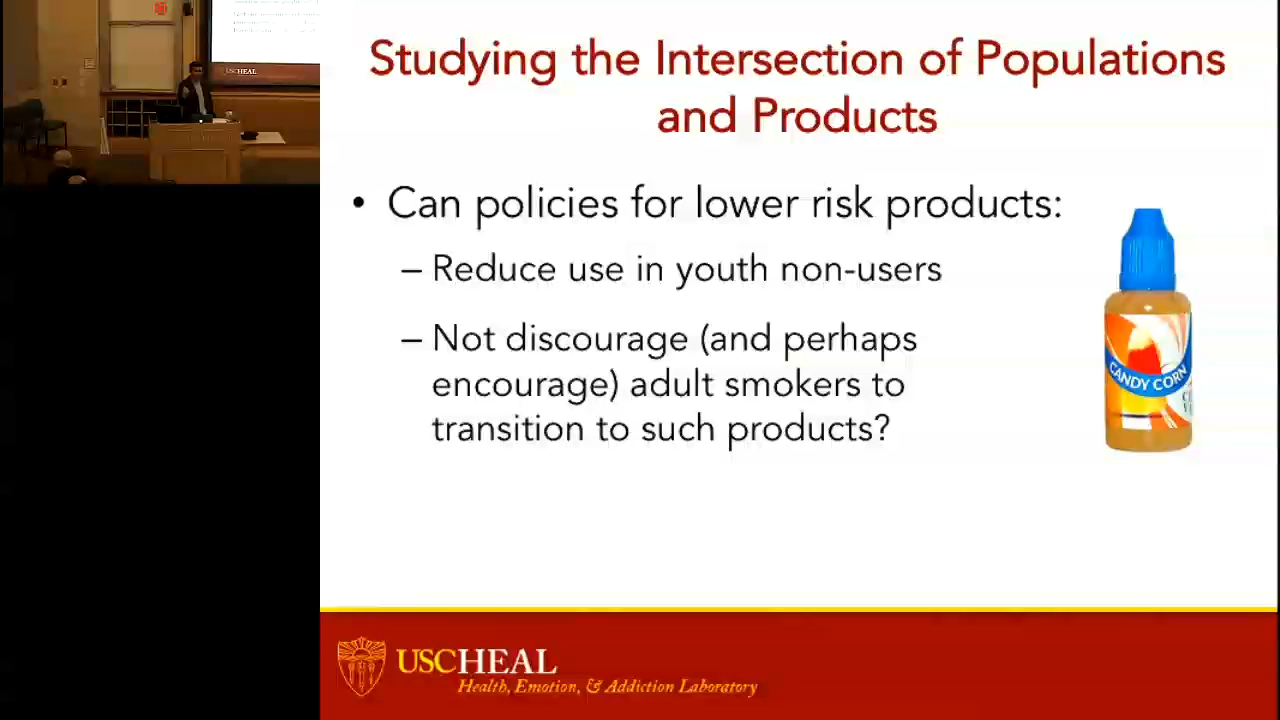 Studying the Intersection of Populations
and Products
• Can policies for lower risk products:
– Reduce use in youth non-users
– Not discourage (and perhaps
encourage) adult smokers to
transition to such products?
CANDY CORN
USCHEAL
Health, Emotion, & Addiction Laboratory
USCHEAL